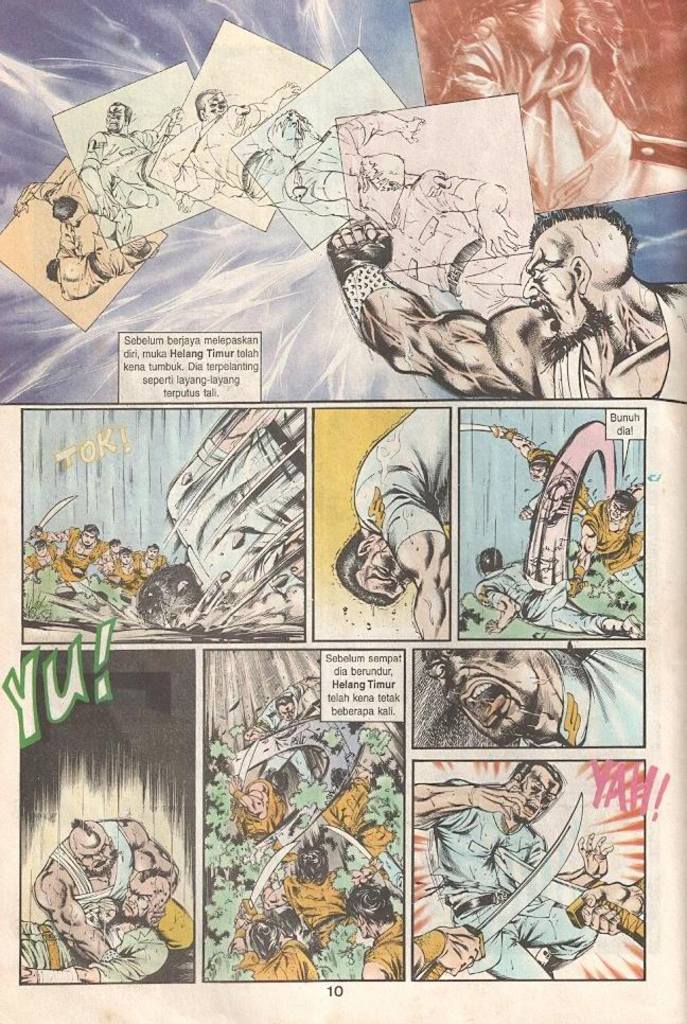 Sebelum berjaya melepaskan
diri, muka Helang Timur telah
kena tumbuk. Dia terpelanting
seperti layang-layang
terputus tali.
TOK!
Bunuh
dia!
YU!
Sebelum sempat
dia berundur,
Helang Timur
telah kena tetak
beberapa kali.
YAH!
10